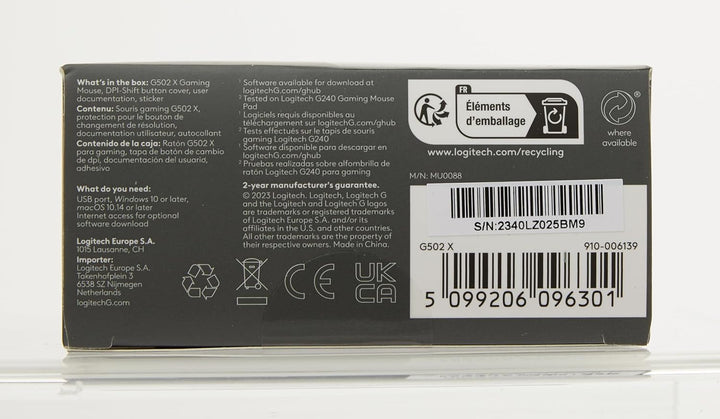 What's in the box: G502 X Gaming
Mouse, DPI-Shift button cover, user
documentation, sticker
Contenu: Souris gaming G502 X,
protection pour le bouton de
changement de résolution,
documentation utilisateur, autocollant
Contenido de la caja: Ratón G502 X
para gaming, tapa de botón de cambio
de dpi, documentación del usuario,
adhesivo
What do you need:
USB port, Windows 10 or later,
macOS 10.14 or later
Internet access for optional
software download
Logitech Europe S.A.
1015 Lausanne, CH
Importer:
Logitech Europe S.A.
Takenhofplein 3
6538 SZ Nijmegen
Netherlands
logitechG.com
¹ Software available for download at
logitechG.com/ghub
² Tested on Logitech G240 Gaming Mouse
Pad
¹ Logiciels requis disponibles au
téléchargement sur logitechG.com/ghub
² Tests effectués sur le tapis de souris
gaming Logitech G240
¹ Software disponible para descargar en
logitechG.com/ghub
² Pruebas realizadas sobre alfombrilla de
ratón G240 para gaming
2-year manufacturer's guarantee.
© 2023 Logitech. Logitech, Logitech G
and the Logitech and Logitech G logos
are trademarks or registered trademarks
of Logitech Europe S.A. and/or its
affiliates in the U.S. and other countries.
All other trademarks are the property of
their respective owners. Made in China.
CE
UK
CA
FR
Éléments
d'emballage
www.logitech.com/recycling
®
where
available
M/N: MU0088
S/N:2340LZ025BM9
G502 X
910-006139
5 099206 096301